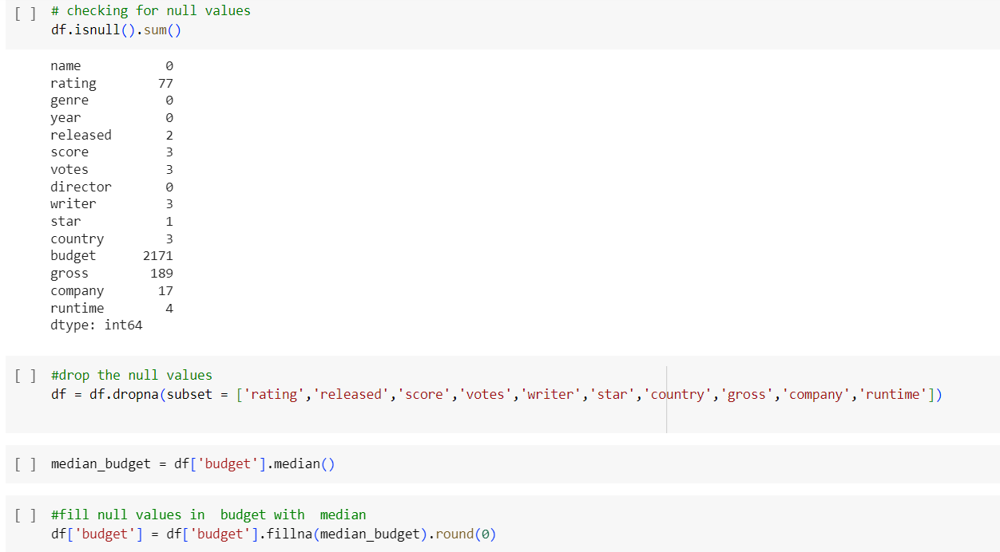 [ ] # checking for null values
df.isnull().sum()
name 0
rating 77
genre 0
year 0
released 2
score 3
votes 3
director 0
writer 3
star 1
country 3
budget 2171
gross 189
company 17
runtime 4
dtype: int64
[ ] #drop the null values
df = df.dropna(subset = ['rating','released','score','votes','writer','star','country','gross','company','runtime'])
[ ] median_budget = df['budget'].median()
[ ] #fill null values in  budget with  median
df['budget'] = df['budget'].fillna(median_budget).round(0)